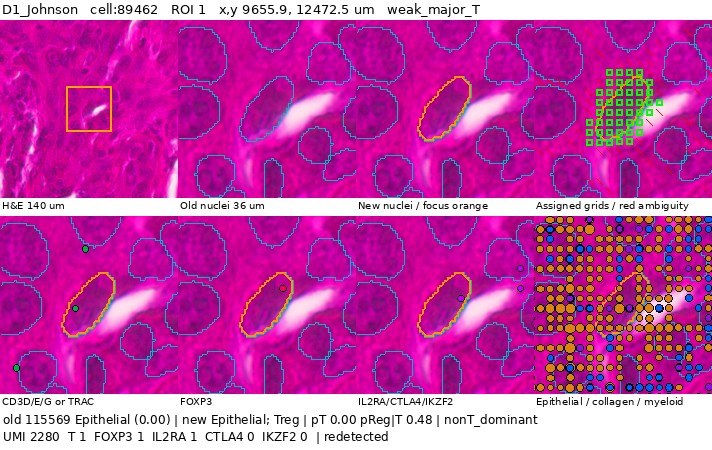 D1_Johnson cell:89462 ROI 1 x,y 9655.9, 12472.5 um weak_major_T
H&E 140 um
Old nuclei 36 um
New nuclei / focus orange
Assigned grids / red ambiguity
CD3D/E/G or TRAC
FOXP3
IL2RA/CTLA4/IKZF2
Epithelial / collagen / myeloid
old 115569 Epithelial (0.00) | new Epithelial; Treg | pT 0.00 pReg|T 0.48 | nonT_dominant
UMI 2280 T 1 FOXP3 1 IL2RA 1 CTLA4 0 IKZF2 0 | redetected